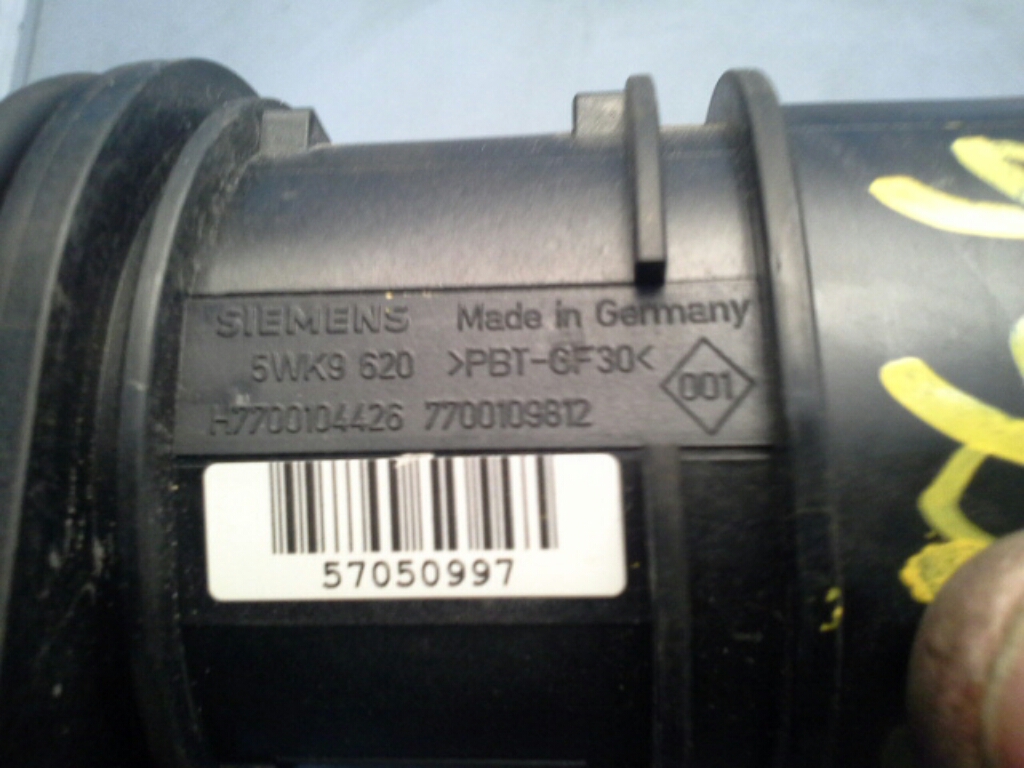 SIEMENS Made in Germany
5WK9 620 >PBT-GF30< 001
H7700104426 7700109812
57050997